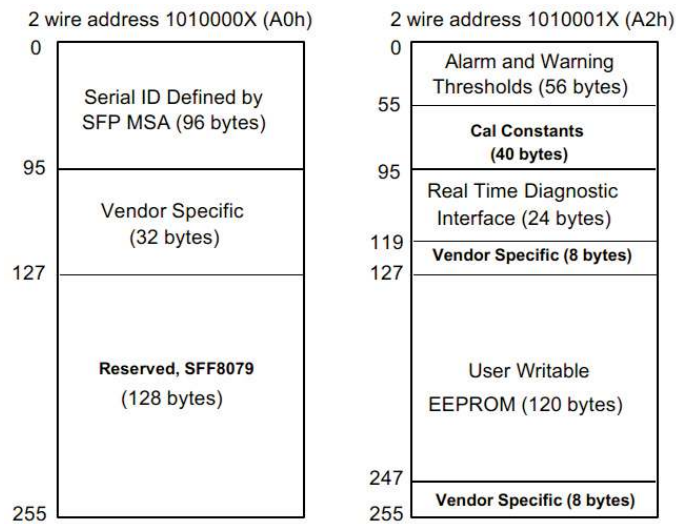 2 wire address 1010000X (A0h)
0
Serial ID Defined by
SFP MSA (96 bytes)
95
Vendor Specific
(32 bytes)
127
Reserved, SFF8079
(128 bytes)
255
2 wire address 1010001X (A2h)
0
Alarm and Warning
Thresholds (56 bytes)
55
Cal Constants
(40 bytes)
95
Real Time Diagnostic
Interface (24 bytes)
119
Vendor Specific (8 bytes)
127
User Writable
EEPROM (120 bytes)
247
Vendor Specific (8 bytes)
255